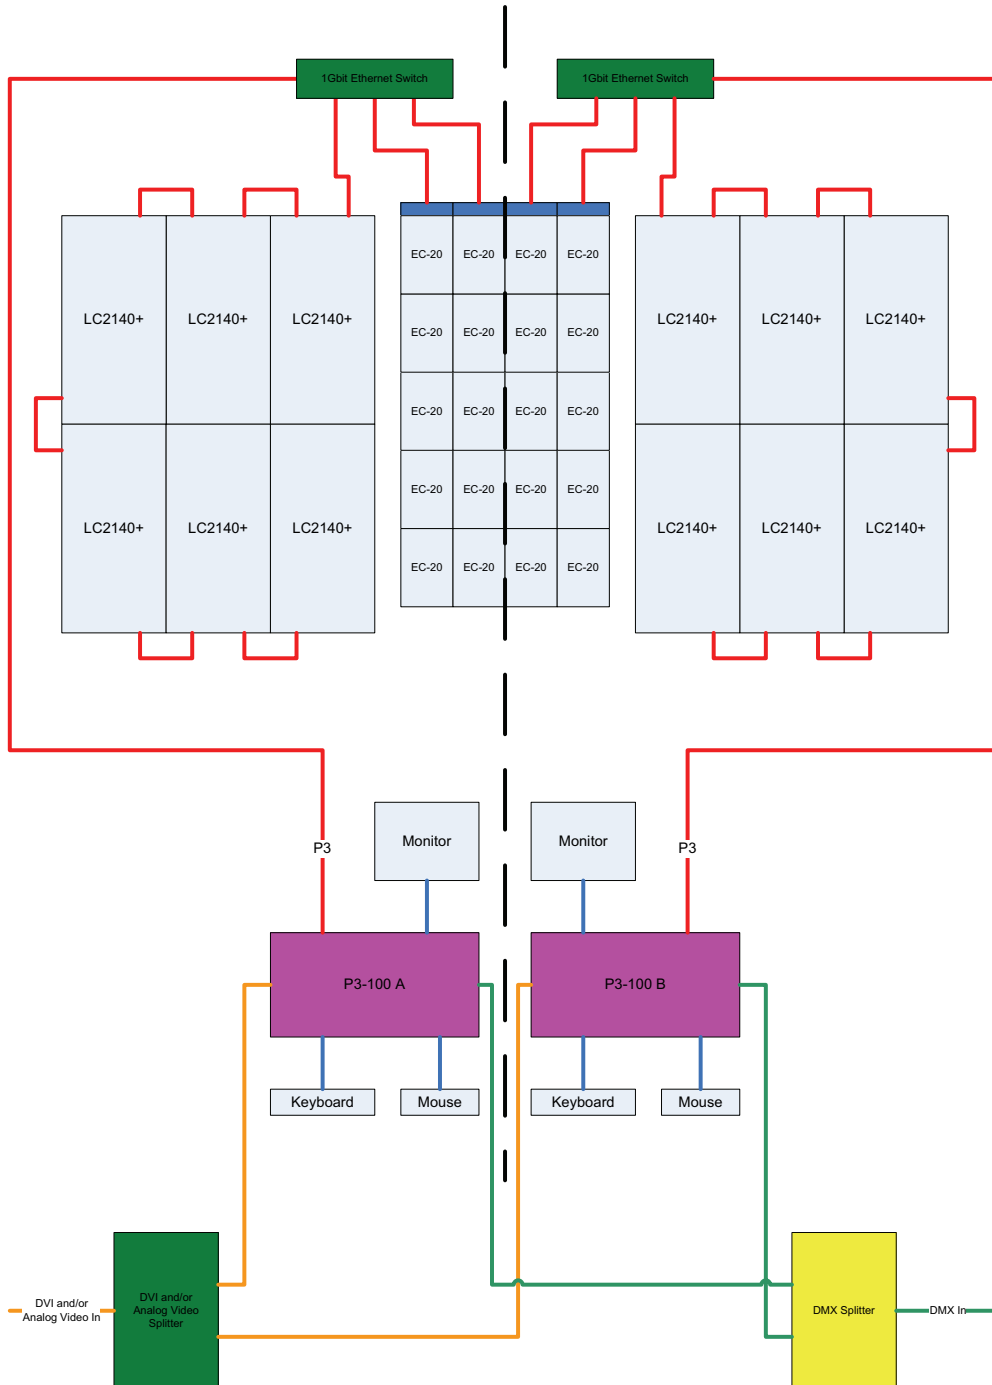 1Gbit Ethernet Switch
1Gbit Ethernet Switch
LC2140+
LC2140+
LC2140+
EC-20
EC-20
EC-20
EC-20
LC2140+
LC2140+
LC2140+
EC-20
EC-20
EC-20
EC-20
EC-20
EC-20
EC-20
EC-20
LC2140+
LC2140+
LC2140+
EC-20
EC-20
EC-20
EC-20
LC2140+
LC2140+
LC2140+
EC-20
EC-20
EC-20
EC-20
P3
Monitor
Monitor
P3
P3-100 A
P3-100 B
Keyboard
Mouse
Keyboard
Mouse
DVI and/or
Analog Video In
DVI and/or
Analog Video
Splitter
DMX Splitter
DMX In